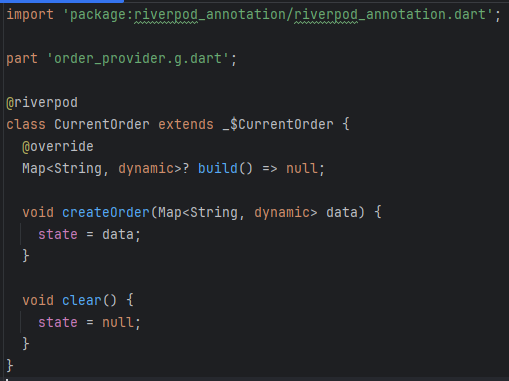 import 'package:riverpod_annotation/riverpod_annotation.dart';
part 'order_provider.g.dart';
@riverpod
class CurrentOrder extends _$CurrentOrder {
@override
Map<String, dynamic>? build() => null;
void createOrder(Map<String, dynamic> data) {
state = data;
}
void clear() {
state = null;
}
}